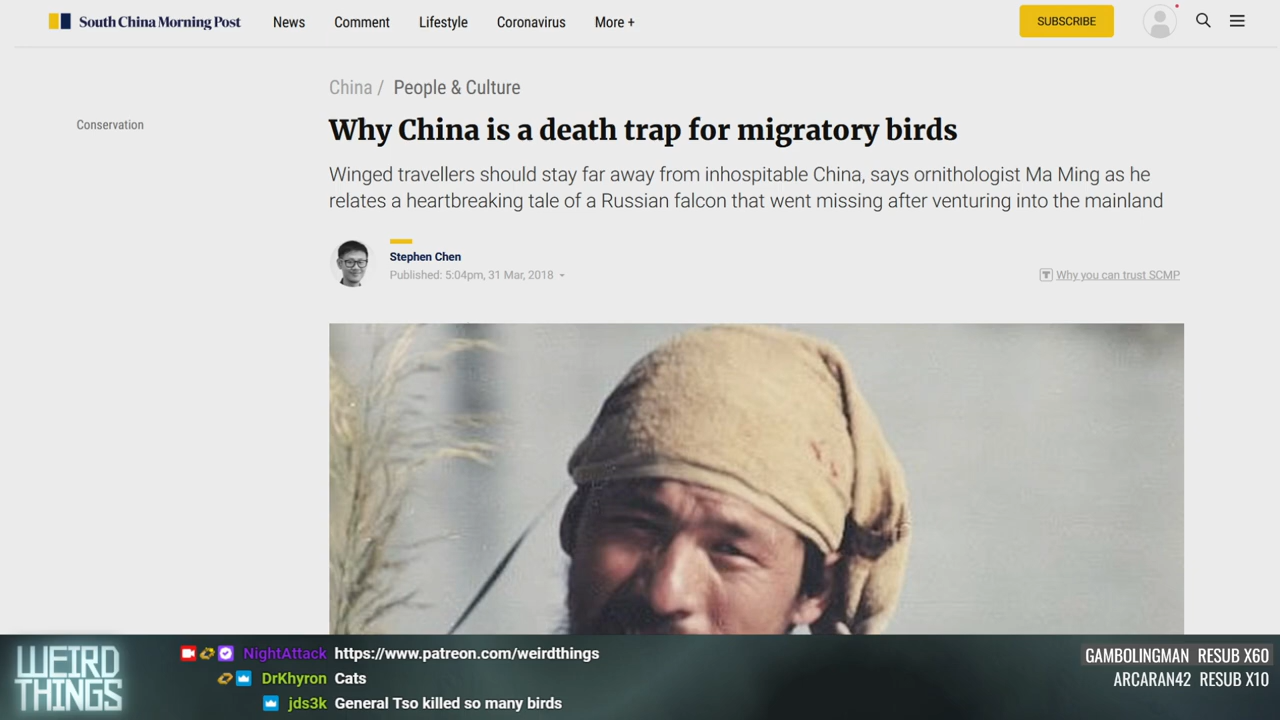 South China Morning Post
News
Comment
Lifestyle
Coronavirus
More +
SUBSCRIBE
China / People & Culture
Conservation
Why China is a death trap for migratory birds
Winged travellers should stay far away from inhospitable China, says ornithologist Ma Ming as he
relates a heartbreaking tale of a Russian falcon that went missing after venturing into the mainland
Stephen Chen
Published: 5:04pm, 31 Mar, 2018
T Why you can trust SCMP
WEIRD
THINGS
NightAttack https://www.patreon.com/weirdthings
DrKhyron Cats
jds3k General Tso killed so many birds
GAMBOLINGMAN RESUB X60
ARCARAN42 RESUB X10